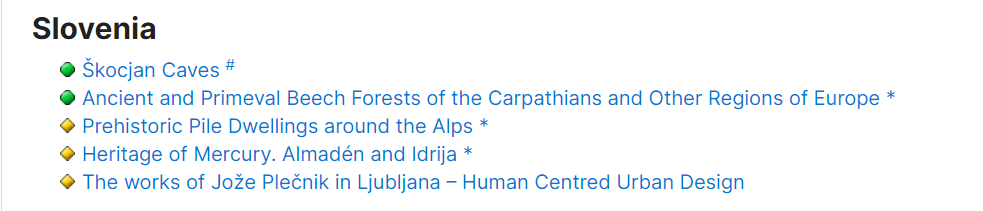 Slovenia
Škocjan Caves #
Ancient and Primeval Beech Forests of the Carpathians and Other Regions of Europe *
Prehistoric Pile Dwellings around the Alps *
Heritage of Mercury. Almadén and Idrija *
The works of Jože Plečnik in Ljubljana – Human Centred Urban Design